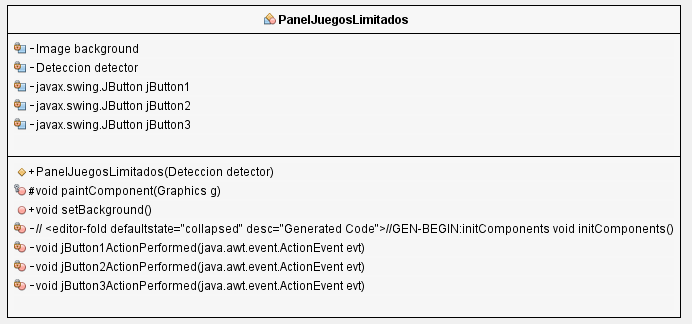 PanelJuegosLimitados
-Image background
-Deteccion detector
-javax.swing.JButton jButton1
-javax.swing.JButton jButton2
-javax.swing.JButton jButton3
+PanelJuegosLimitados(Deteccion detector)
#void paintComponent(Graphics g)
+void setBackground()
-// <editor-fold defaultstate="collapsed" desc="Generated Code">//GEN-BEGIN:initComponents void initComponents()
-void jButton1ActionPerformed(java.awt.event.ActionEvent evt)
-void jButton2ActionPerformed(java.awt.event.ActionEvent evt)
-void jButton3ActionPerformed(java.awt.event.ActionEvent evt)